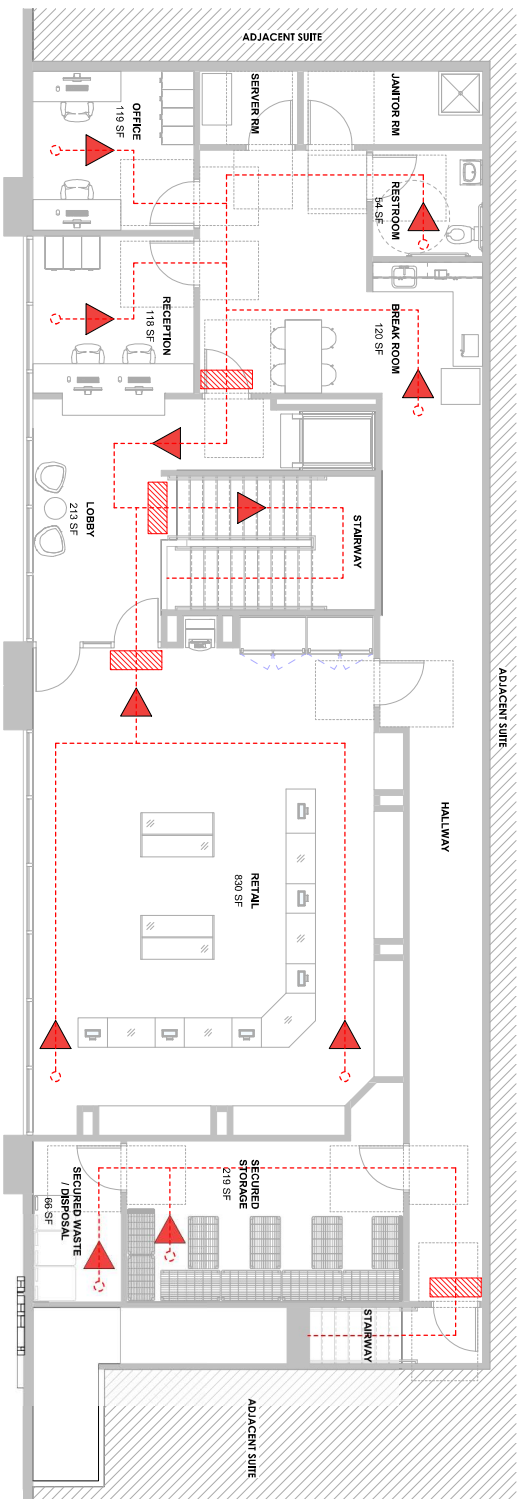 ADJACENT SUITE
SERVER RM
JANITOR RM
OFFICE
119 SF
RESTROOM
54 SF
RECEPTION
118 SF
BREAK ROOM
120 SF
LOBBY
213 SF
STAIRWAY
ADJACENT SUITE
HALLWAY
RETAIL
830 SF
SECURED
STORAGE
219 SF
SECURED WASTE
/ DISPOSAL
66 SF
STAIRWAY
ADJACENT SUITE